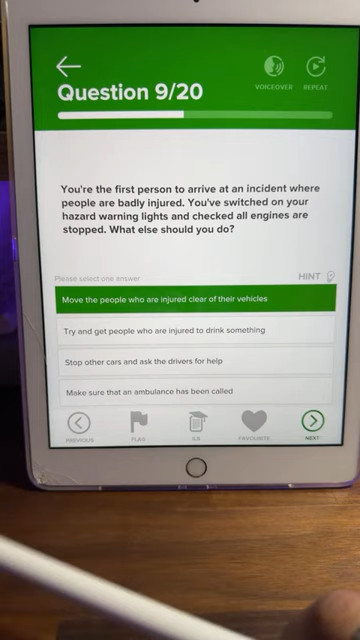 Question 9/20
VOICEOVER
REPEAT
You're the first person to arrive at an incident where
people are badly injured. You've switched on your
hazard warning lights and checked all engines are
stopped. What else should you do?
Please select one answer
HINT
Move the people who are injured clear of their vehicles
Try and get people who are injured to drink something
Stop other cars and ask the drivers for help
Make sure that an ambulance has been called
PREVIOUS
FLAG
FAVOURITE
NEXT